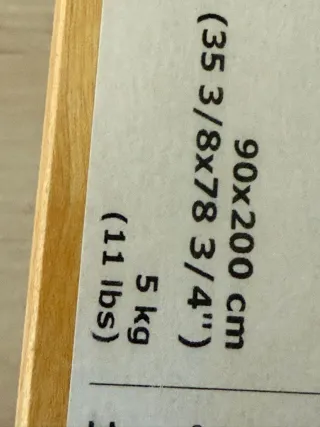 90x200 cm
(35 3/8x78 3/4")
5 kg
(11 lbs)